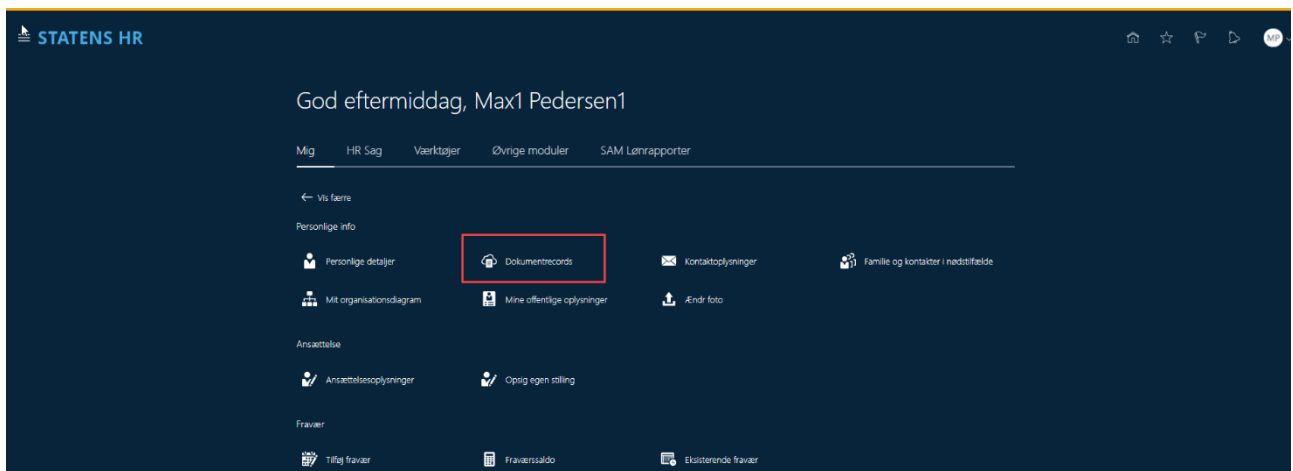 STATENS HR
MP
God eftermiddag, Max1 Pedersen1
Mig HR Sag Værktøjer Øvrige moduler SAM Lønrapporter
Vis færre
Personlige info
Personlige detaljer Dokumentrecords Kontaktoplysninger Familie og kontakter i nødstilfælde
Mit organisationsdiagram Mine offentlige oplysninger Ændr foto
Ansættelse
Ansættelsesoplysninger Opsig egen stilling
Fravær
Tilføj fravær Fraværssaldo Eksisterende fravær